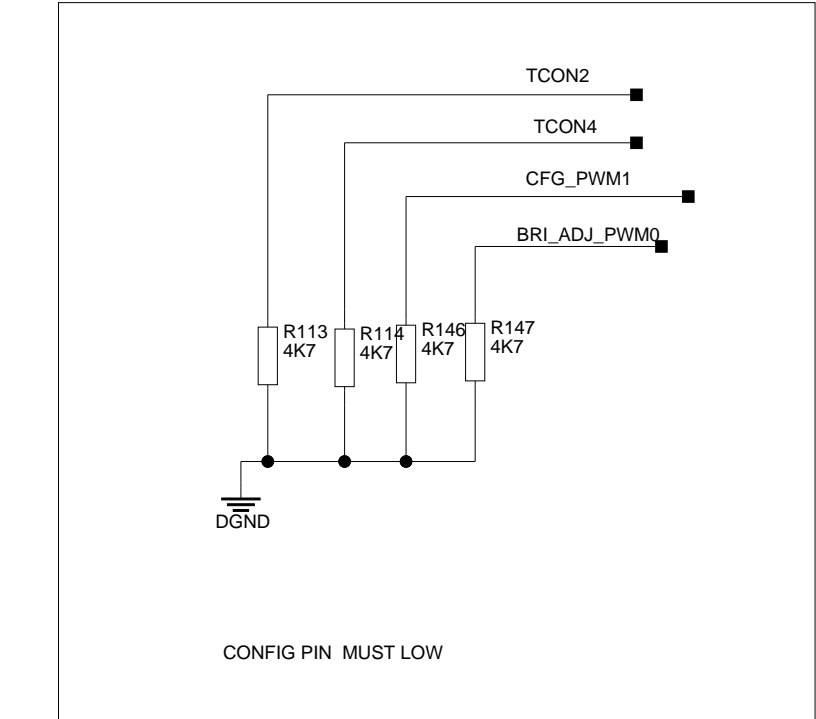 TCON2
TCON4
CFG_PWM1
BRI_ADJ_PWM0
R113
4K7
R114
4K7
R146
4K7
R147
4K7
DGND
CONFIG PIN  MUST LOW